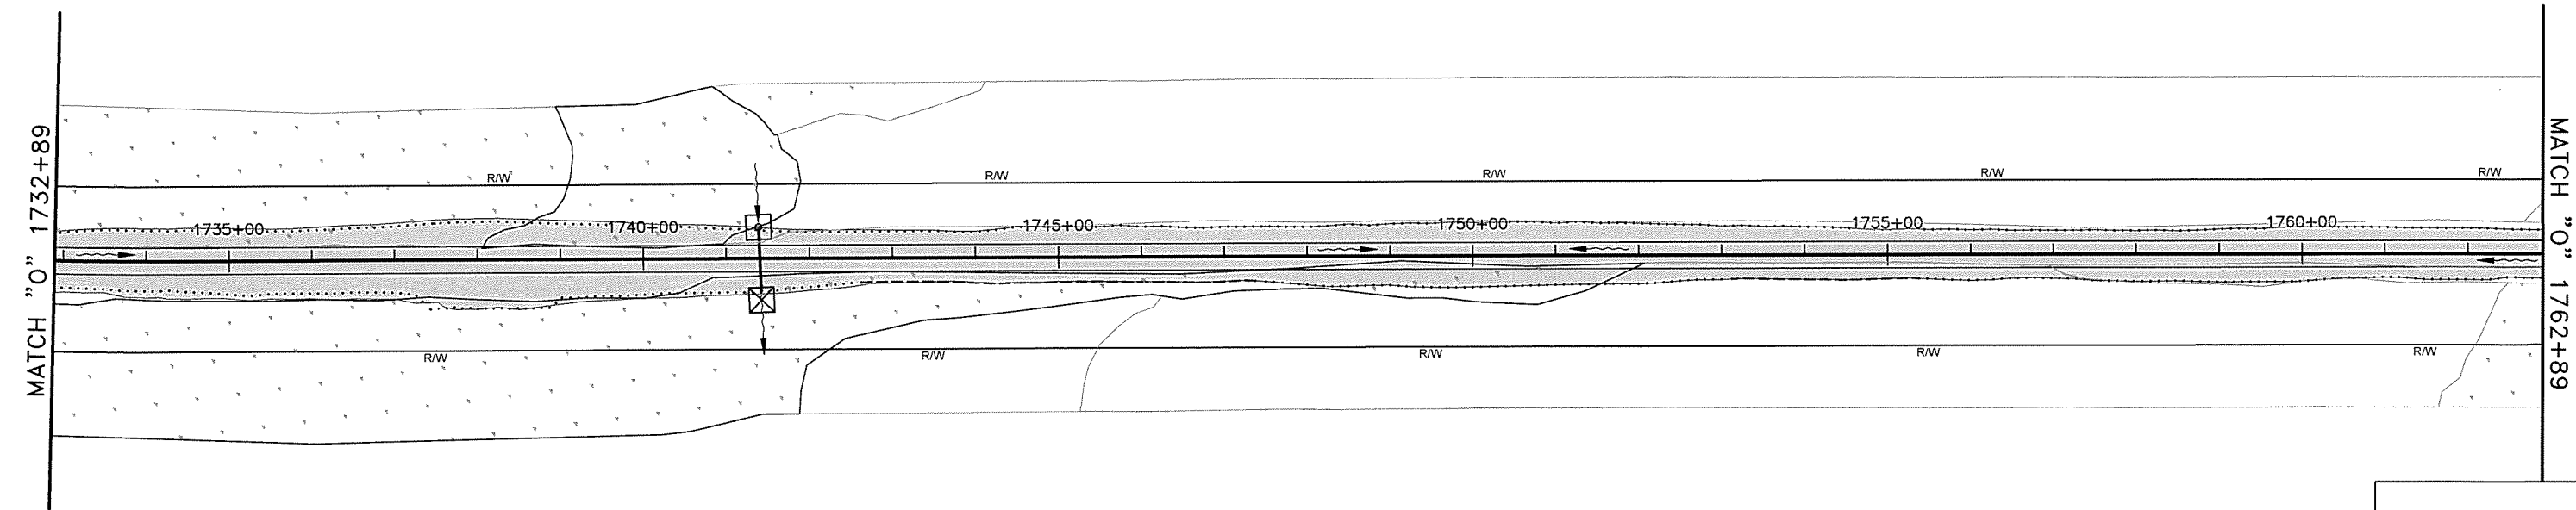 MATCH "O" 1732+89
R/W
R/W
R/W
R/W
R/W
1735+00
1740+00
1745+00
1750+00
1755+00
1760+00
R/W
R/W
R/W
R/W
R/W
MATCH "O" 1762+89